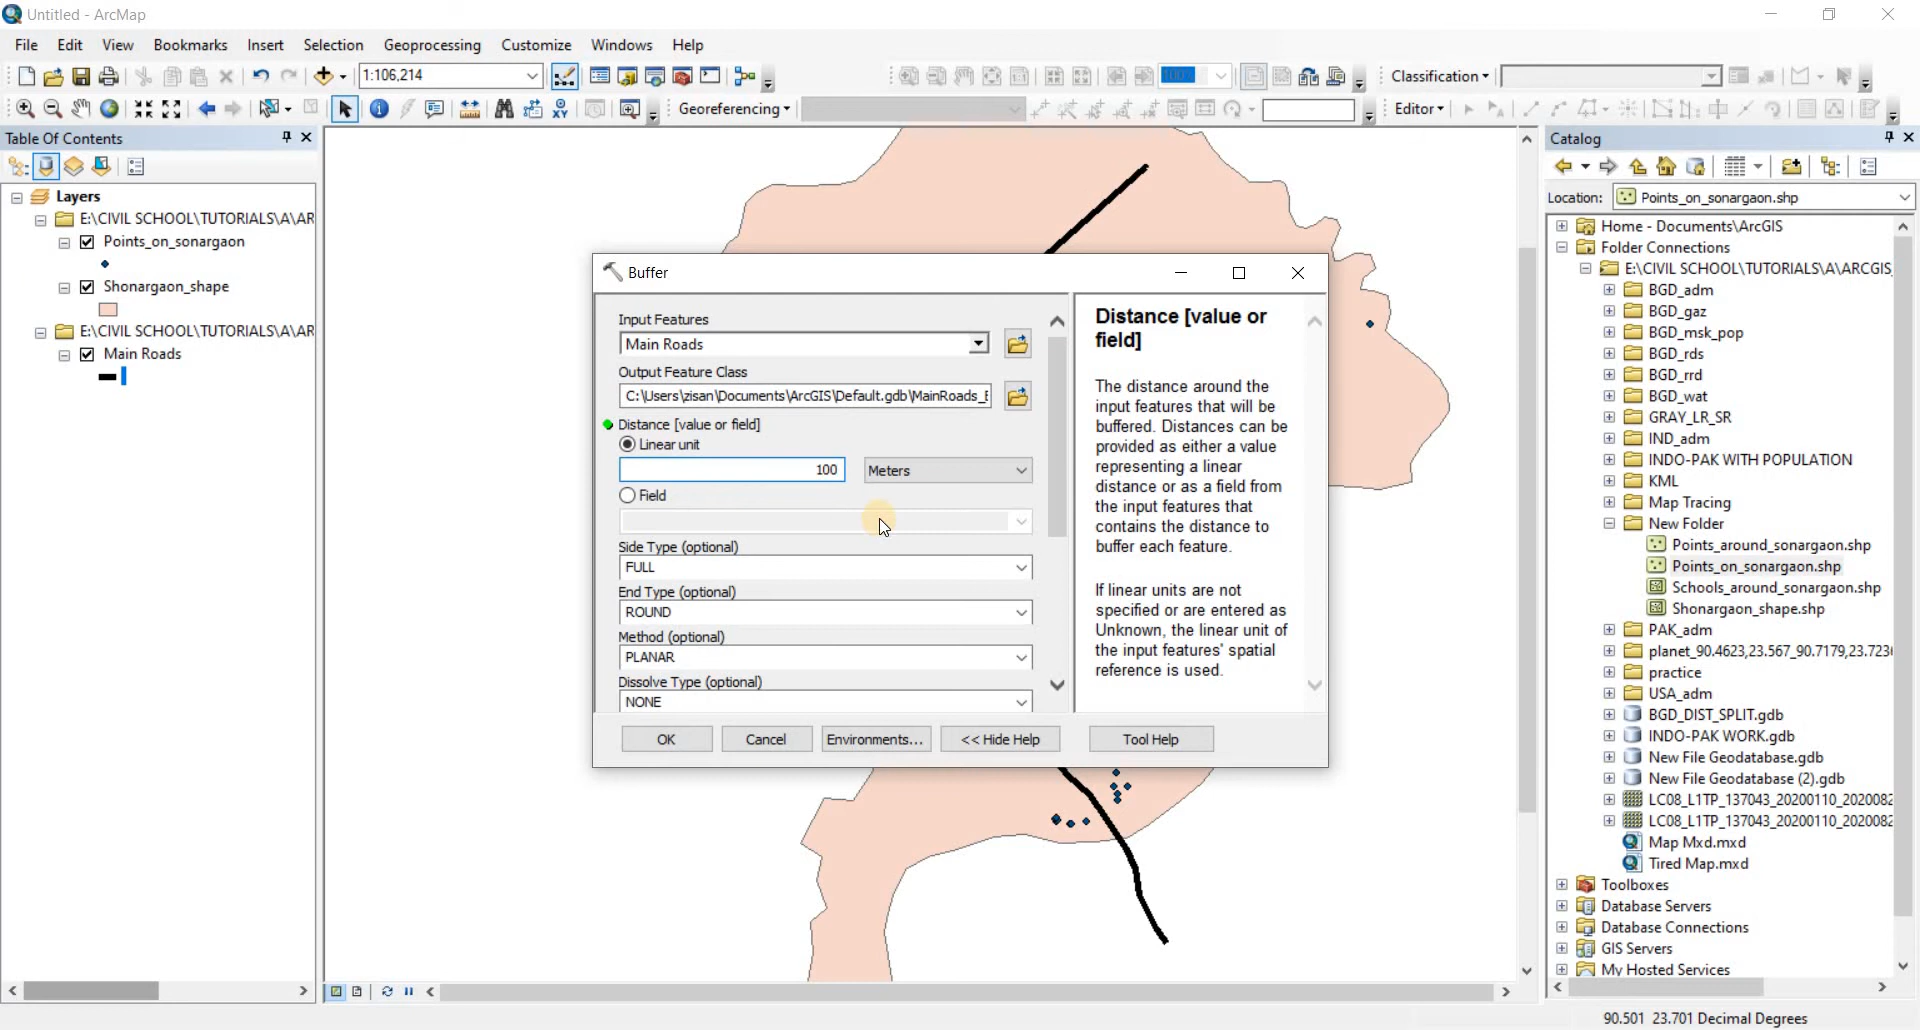 Untitled - ArcMap
File Edit View Bookmarks Insert Selection Geoprocessing Customize Windows Help
1:106,214
100%
Classification
Georeferencing
Editor
Table Of Contents
Layers
E:\CIVIL SCHOOL\TUTORIALS\A\AR
Points_on_sonargaon
Shonargaon_shape
E:\CIVIL SCHOOL\TUTORIALS\A\AR
Main Roads
Buffer
Input Features
Main Roads
Output Feature Class
C:\Users\zisan\Documents\ArcGIS\Default.gdb\MainRoads_
Distance [value or field]
Linear unit
100 Meters
Field
Side Type (optional)
FULL
End Type (optional)
ROUND
Method (optional)
PLANAR
Dissolve Type (optional)
NONE
OK Cancel Environments... << Hide Help Tool Help
Distance [value or
field]
The distance around the
input features that will be
buffered. Distances can be
provided as either a value
representing a linear
distance or as a field from
the input features that
contains the distance to
buffer each feature.
If linear units are not
specified or are entered as
Unknown, the linear unit of
the input features' spatial
reference is used.
Catalog
Location: Points_on_sonargaon.shp
Home - Documents\ArcGIS
Folder Connections
E:\CIVIL SCHOOL\TUTORIALS\A\ARCGIS
BGD_adm
BGD_gaz
BGD_msk_pop
BGD_rds
BGD_rrd
BGD_wat
GRAY_LR_SR
IND_adm
INDO-PAK WITH POPULATION
KML
Map Tracing
New Folder
Points_around_sonargaon.shp
Points_on_sonargaon.shp
Schools_around_sonargaon.shp
Shonargaon_shape.shp
PAK_adm
planet_90.4623,23.567_90.7179,23.723
practice
USA_adm
BGD_DIST_SPLIT.gdb
INDO-PAK WORK.gdb
New File Geodatabase.gdb
New File Geodatabase (2).gdb
LC08_L1TP_137043_20200110_2020082
LC08_L1TP_137043_20200110_2020082
Map Mxd.mxd
Tired Map.mxd
Toolboxes
Database Servers
Database Connections
GIS Servers
My Hosted Services
90.501 23.701 Decimal Degrees